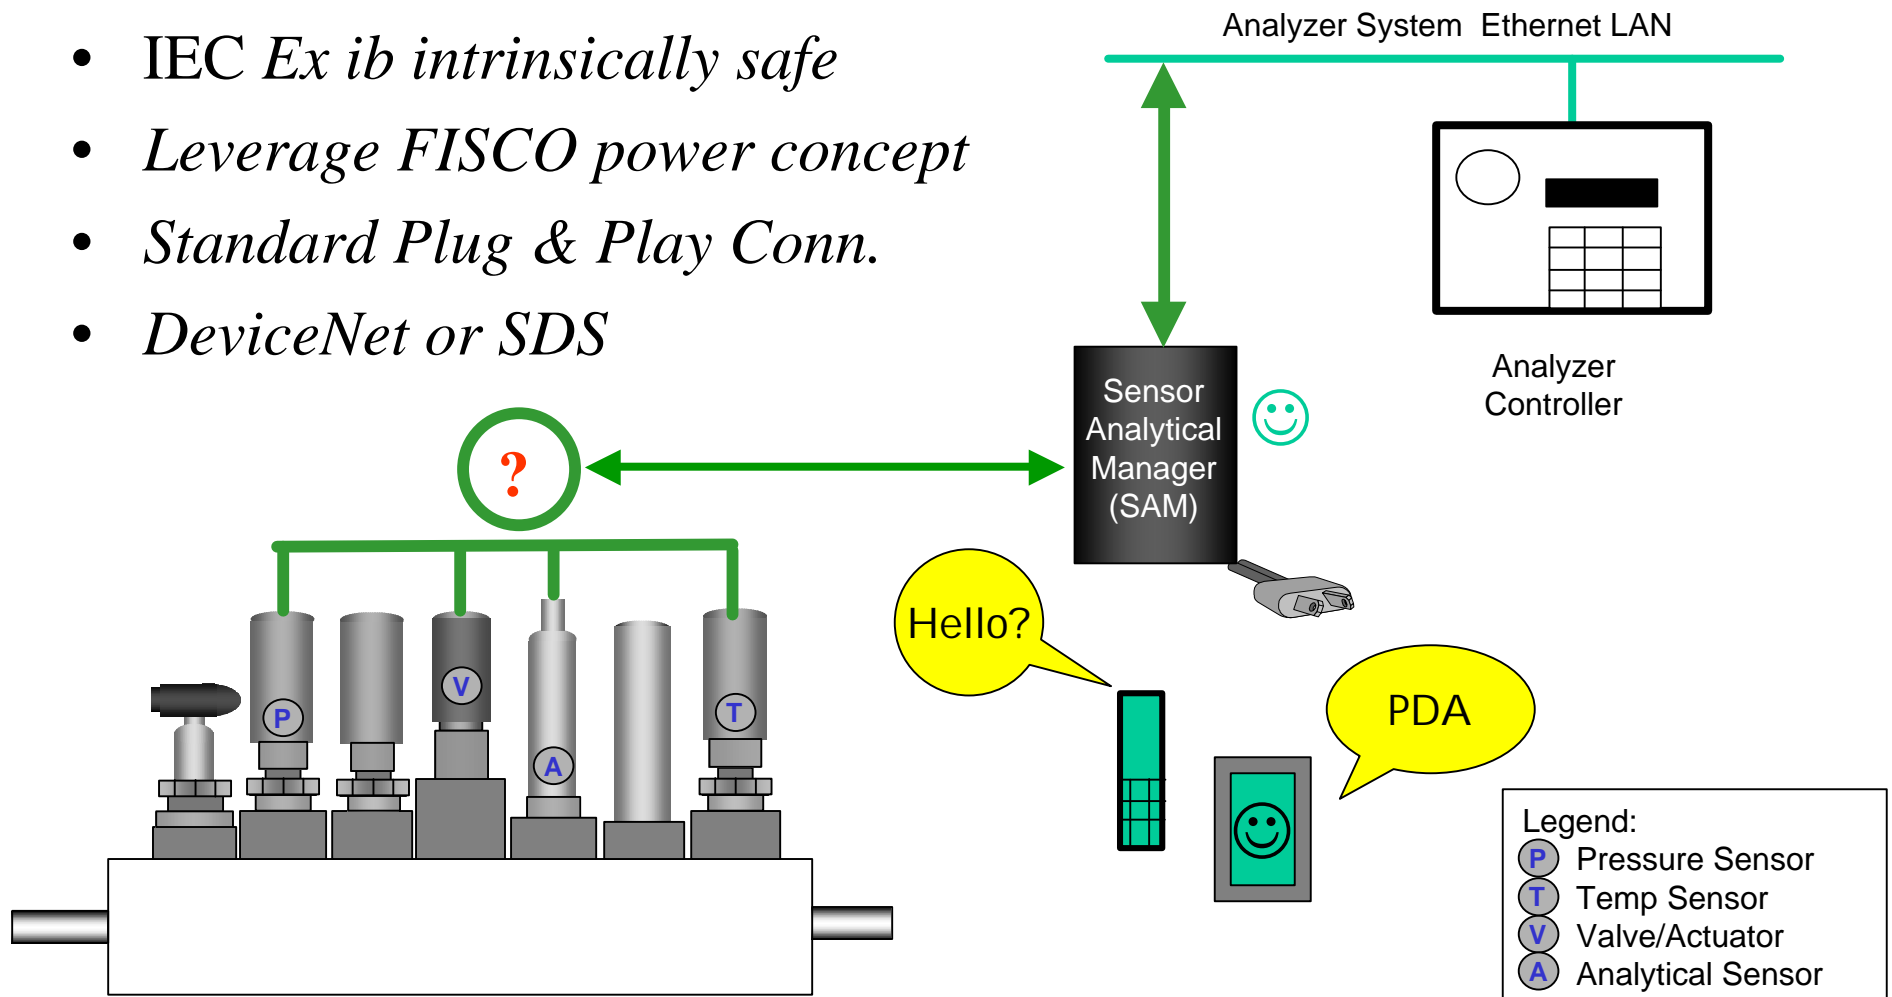 • IEC Ex ib intrinsically safe
• Leverage FISCO power concept
• Standard Plug & Play Conn.
• DeviceNet or SDS
Analyzer System Ethernet LAN
Analyzer
Controller
Sensor
Analytical
Manager
(SAM)
?
Hello?
PDA
P
V
A
T
Legend:
P Pressure Sensor
T Temp Sensor
V Valve/Actuator
A Analytical Sensor